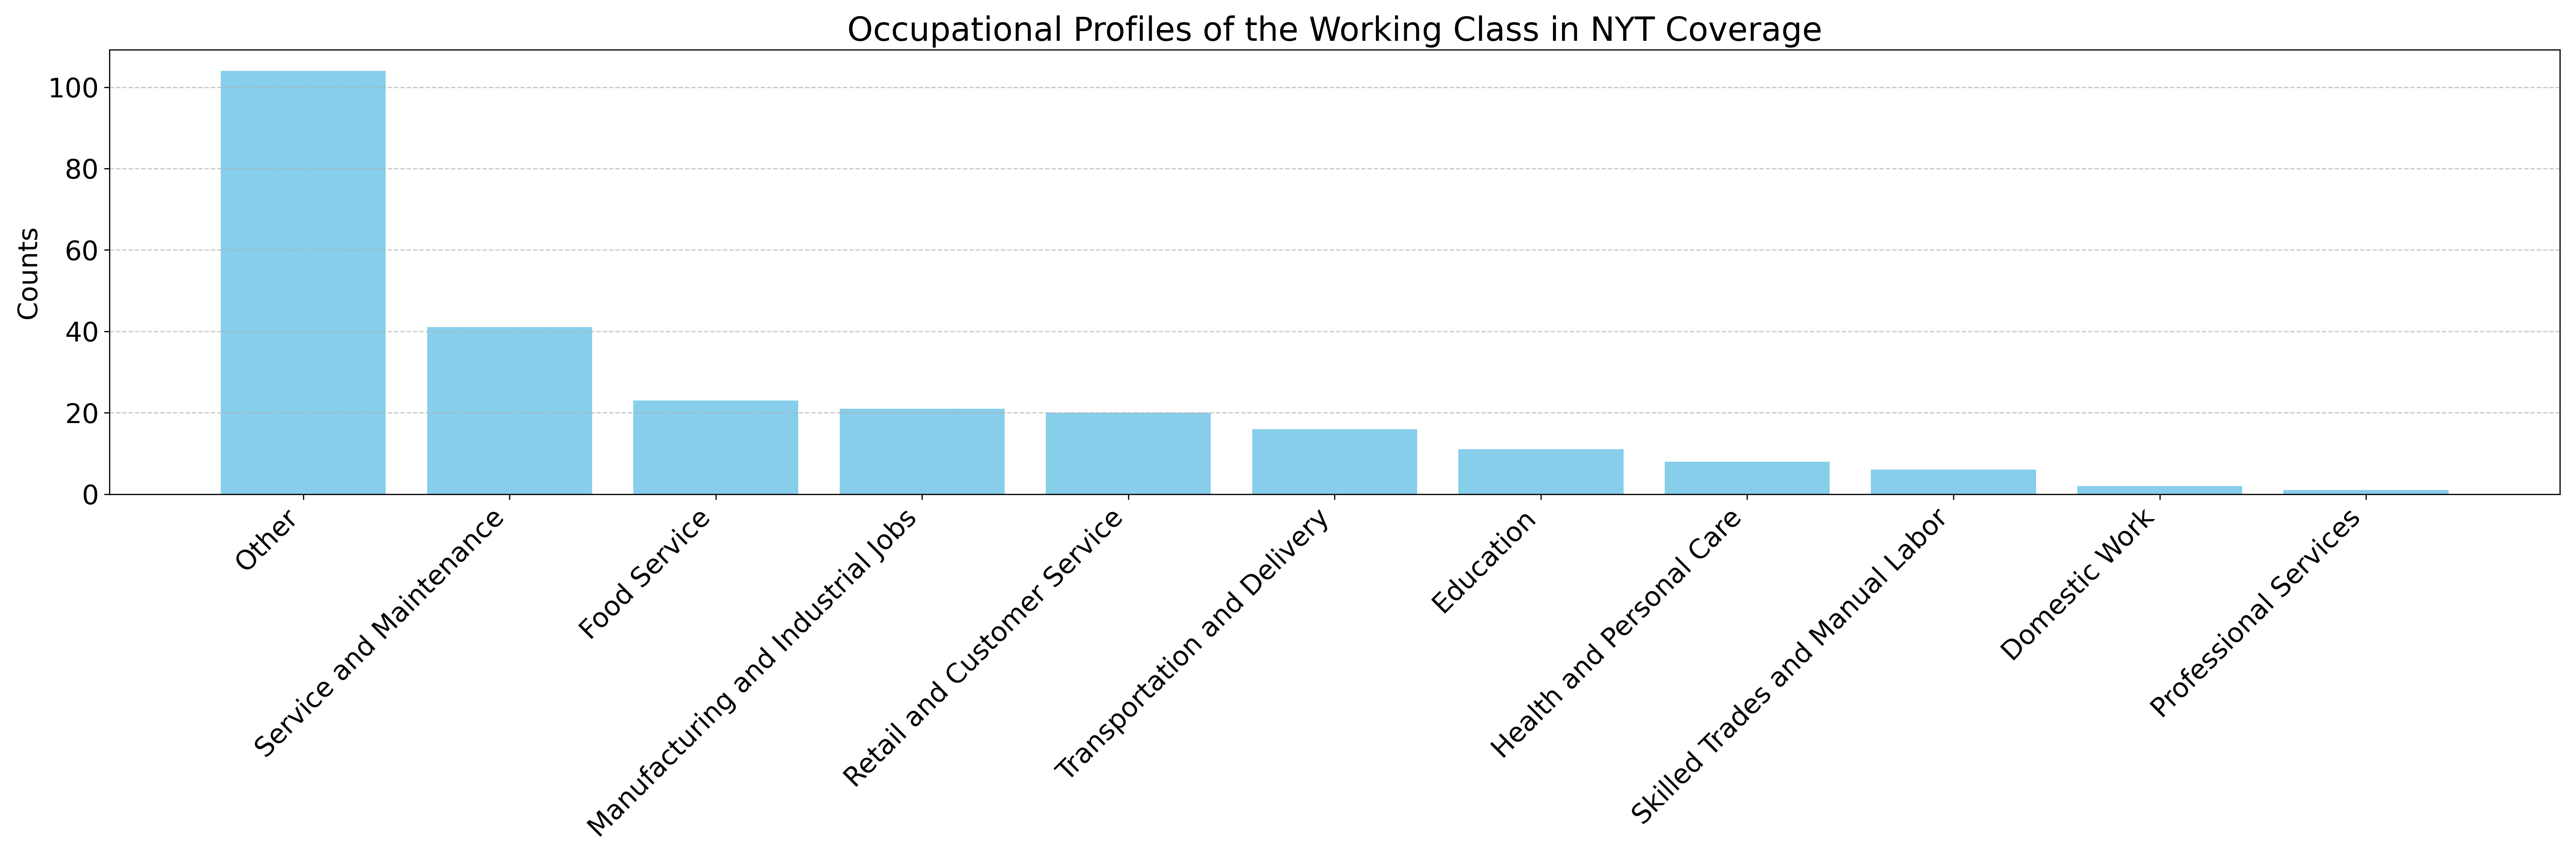 Occupational Profiles of the Working Class in NYT Coverage
Counts
100
80
60
40
20
0
Other
Service and Maintenance
Food Service
Manufacturing and Industrial Jobs
Retail and Customer Service
Transportation and Delivery
Education
Health and Personal Care
Skilled Trades and Manual Labor
Domestic Work
Professional Services